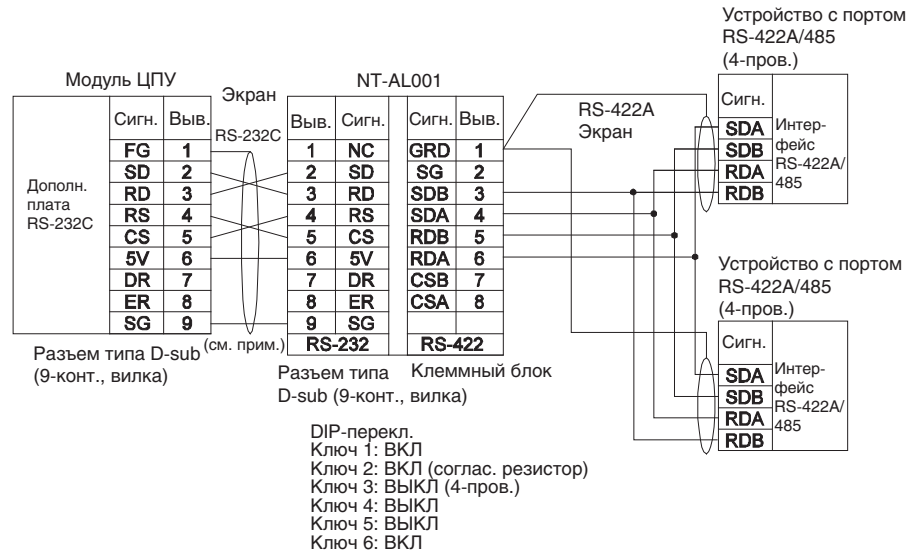 Устройство с портом
RS-422A/485
(4-пров.)
Модуль ЦПУ
Экран
NT-AL001
Сигн. Выв.
RS-232C
Выв. Сигн.
Сигн. Выв.
RS-422A
Экран
Сигн.
Дополн.
плата
RS-232C
FG 1
SD 2
RD 3
RS 4
CS 5
5V 6
DR 7
ER 8
SG 9
1 NC
2 SD
3 RD
4 RS
5 CS
6 5V
7 DR
8 ER
9 SG
RS-232
GRD 1
SG 2
SDB 3
SDA 4
RDB 5
RDA 6
CSB 7
CSA 8
RS-422
SDA
SDB
RDA
RDB
Интер-
фейс
RS-422A/
485
Устройство с портом
RS-422A/485
(4-пров.)
Сигн.
SDA
SDB
RDA
RDB
Интер-
фейс
RS-422A/
485
Разъем типа D-sub
(9-конт., вилка)
(см. прим.)
Разъем типа
D-sub (9-конт., вилка)
Клеммный блок
DIP-перекл.
Ключ 1: ВКЛ
Ключ 2: ВКЛ (соглас. резистор)
Ключ 3: ВЫКЛ (4-пров.)
Ключ 4: ВЫКЛ
Ключ 5: ВЫКЛ
Ключ 6: ВКЛ